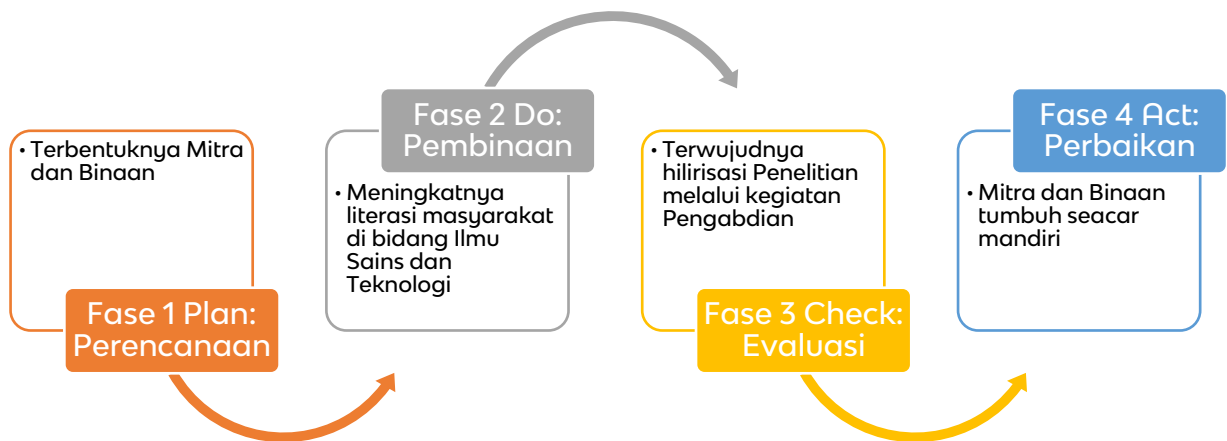 • Terbentuknya Mitra
dan Binaan
Fase 1 Plan:
Perencanaan
Fase 2 Do:
Pembinaan
• Meningkatnya
literasi masyarakat
di bidang Ilmu
Sains dan
Teknologi
• Terwujudnya
hilirisasi Penelitian
melalui kegiatan
Pengabdian
Fase 3 Check:
Evaluasi
Fase 4 Act:
Perbaikan
• Mitra dan Binaan
tumbuh seacar
mandiri